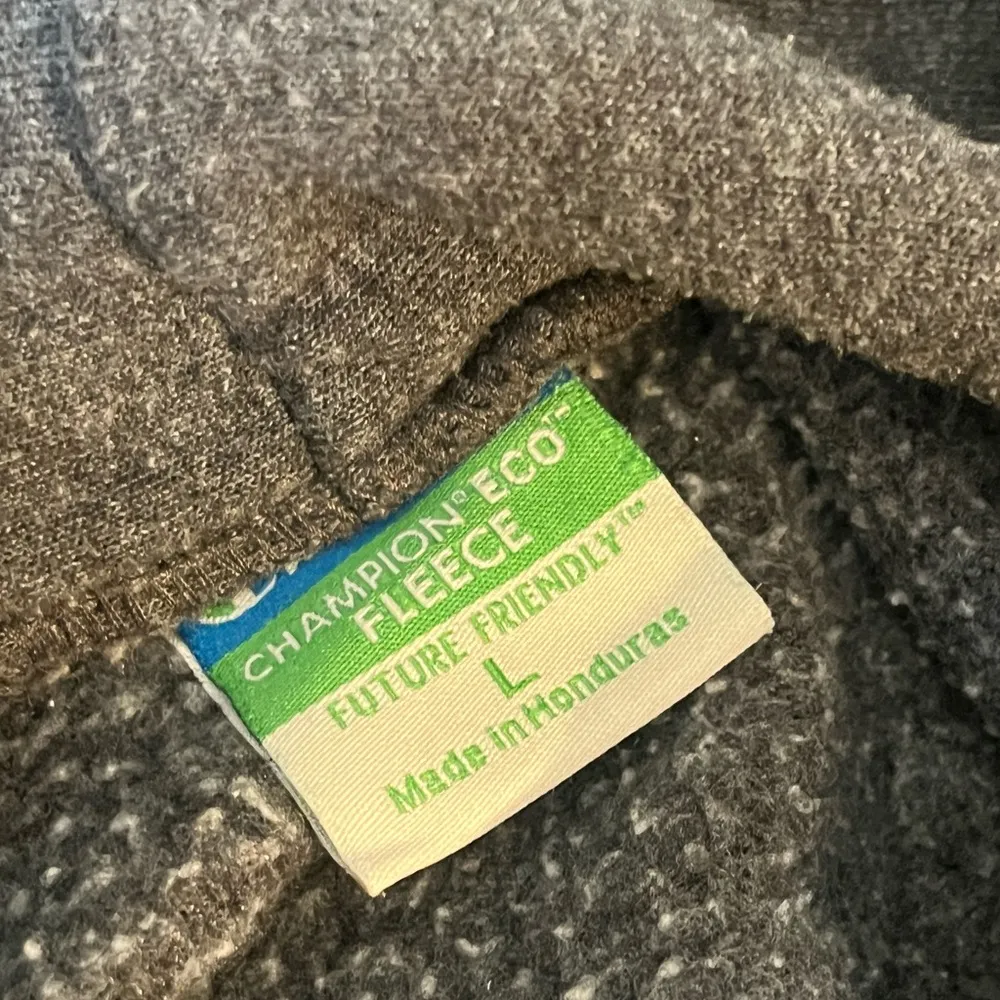 CHAMPION® ECO™
FLEECE
FUTURE FRIENDLY™
L
Made in Honduras